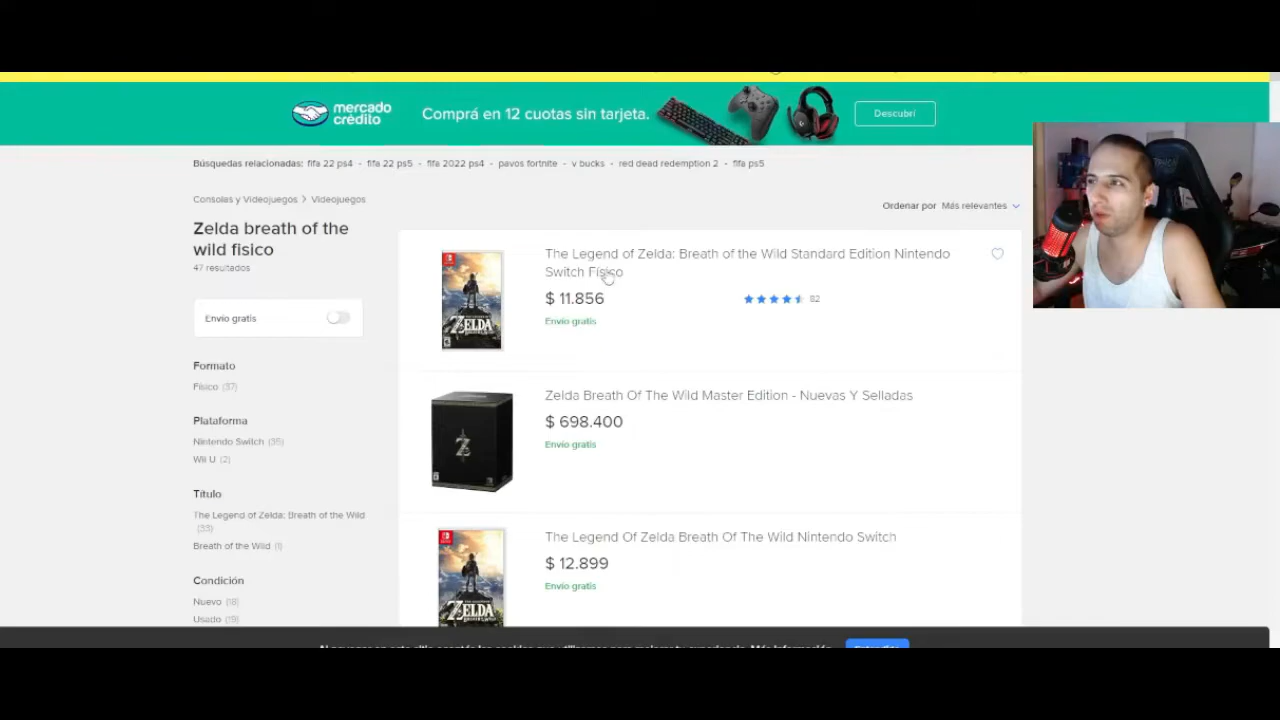 mercado
crédito
Comprá en 12 cuotas sin tarjeta.
Descubrí
Búsquedas relacionadas: fifa 22 ps4 - fifa 22 ps5 - fifa 2022 ps4 - pavos fortnite - v bucks - red dead redemption 2 - fifa ps5
Consolas y Videojuegos > Videojuegos
Ordenar por Más relevantes
Zelda breath of the
wild fisico
47 resultados
Envío gratis
Formato
Físico (37)
Plataforma
Nintendo Switch (35)
Wii U (2)
Título
The Legend of Zelda: Breath of the Wild
(33)
Breath of the Wild (1)
Condición
Nuevo (18)
Usado (19)
The Legend of Zelda: Breath of the Wild Standard Edition Nintendo
Switch Físico
$ 11.856
82
Envío gratis
ZELDA
Zelda Breath Of The Wild Master Edition - Nuevas Y Selladas
$ 698.400
Envío gratis
Z
The Legend Of Zelda Breath Of The Wild Nintendo Switch
$ 12.899
Envío gratis
ZELDA
Más información